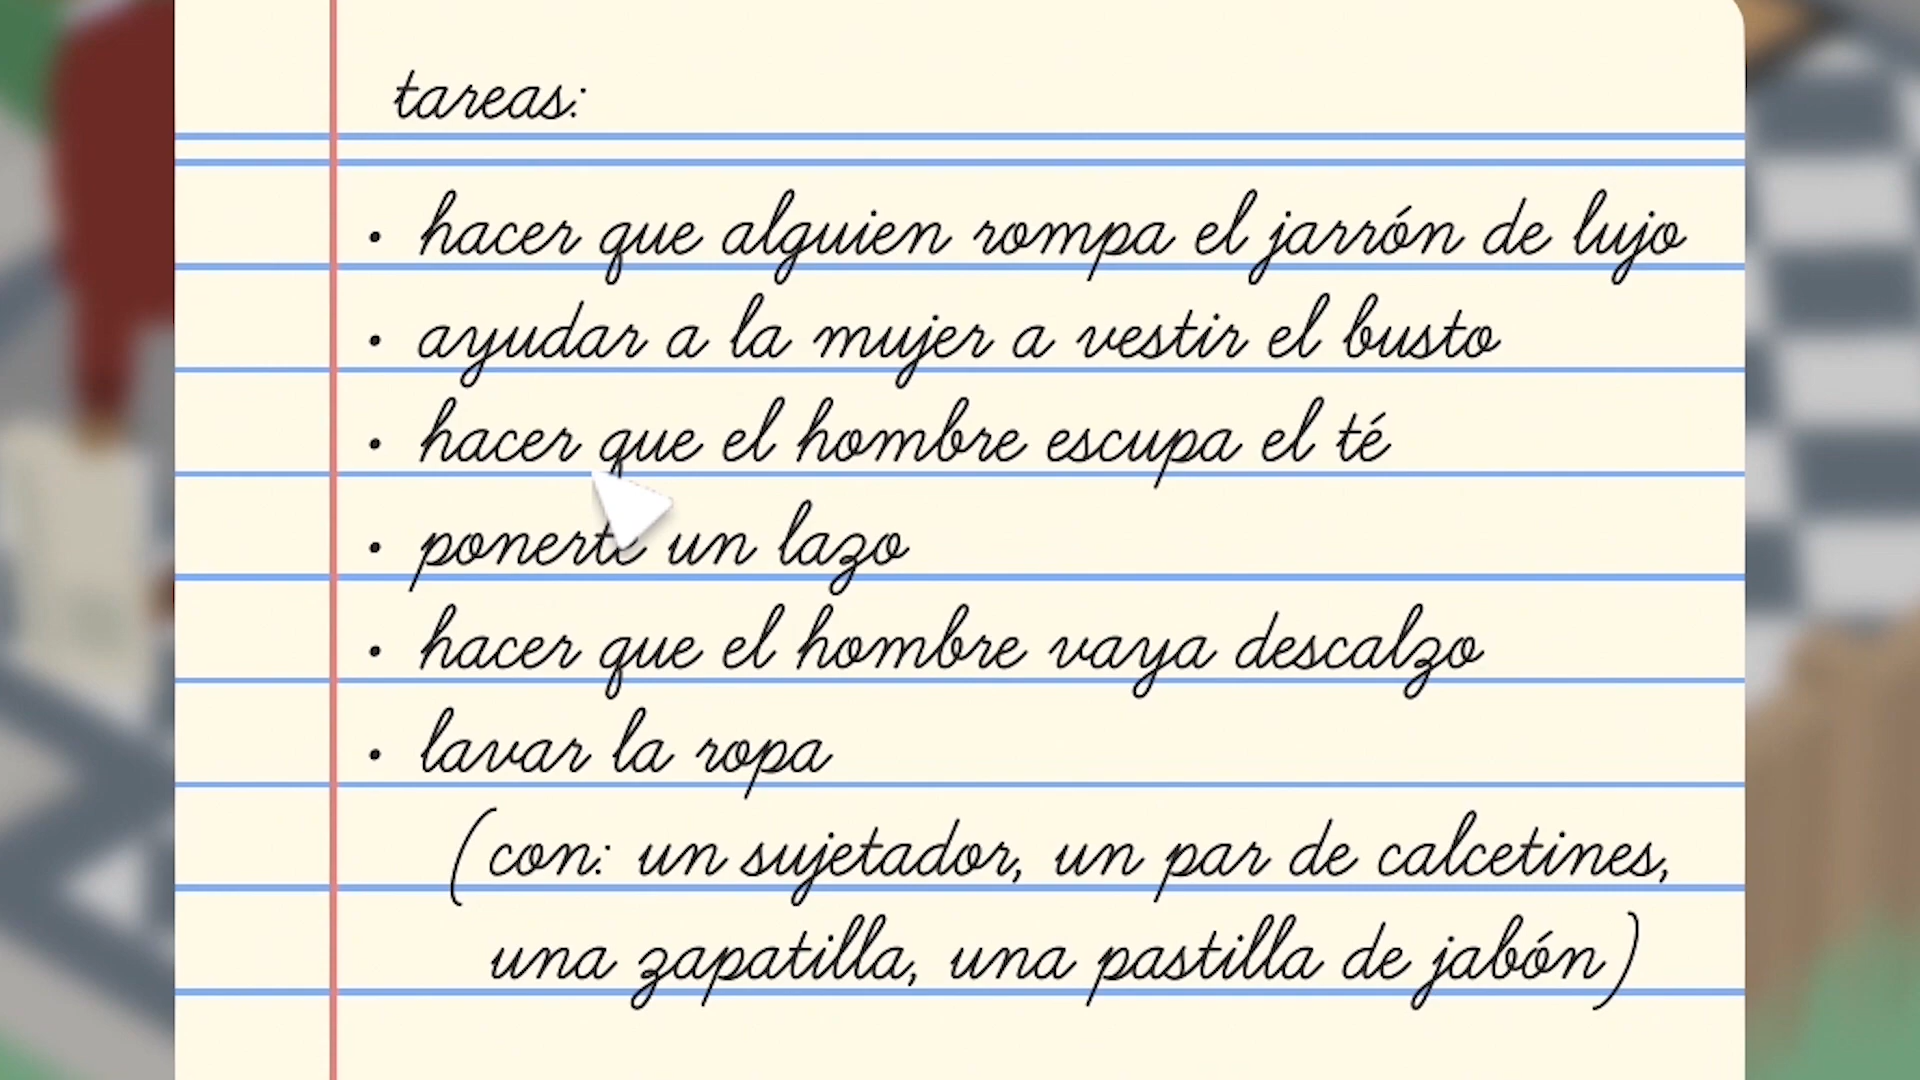 tareas:
• hacer que alguien rompa el jarrón de lujo
• ayudar a la mujer a vestir el busto
• hacer que el hombre escupa el té
• ponerte un lazo
• hacer que el hombre vaya descalzo
• lavar la ropa
(con: un sujetador, un par de calcetines,
una zapatilla, una pastilla de jabón)